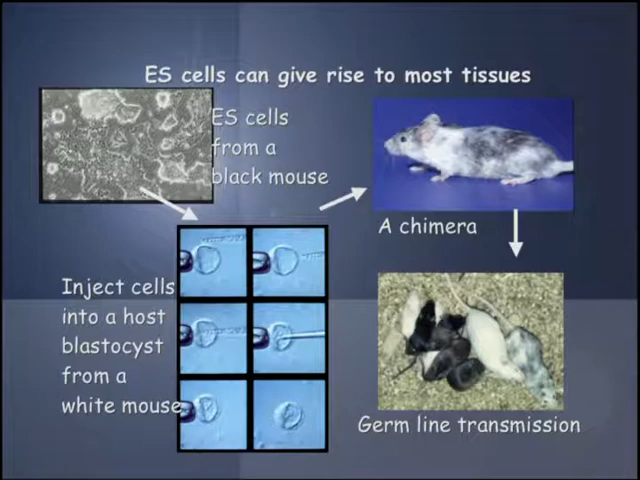 ES cells can give rise to most tissues
ES cells
from a
black mouse
A chimera
Inject cells
into a host
blastocyst
from a
white mouse
Germ line transmission